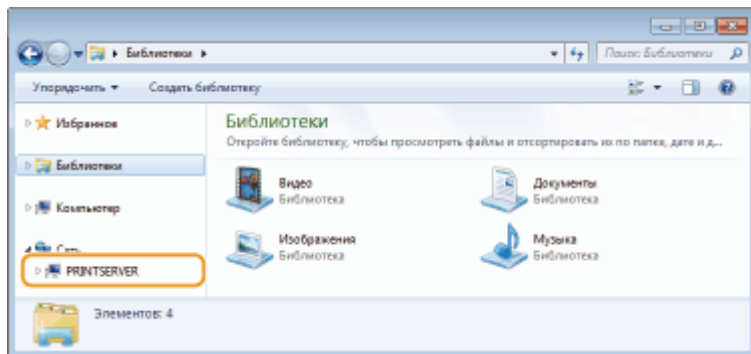 Библиотеки
Поиск: Библиотеки
Упорядочить
Создать библиотеку
Избранное
Библиотеки
Компьютер
Сеть
PRINTSERVER
Библиотеки
Откройте библиотеку, чтобы просмотреть файлы и отсортировать их по папке, дате и д...
Видео
Библиотека
Документы
Библиотека
Изображения
Библиотека
Музыка
Библиотека
Элементов: 4